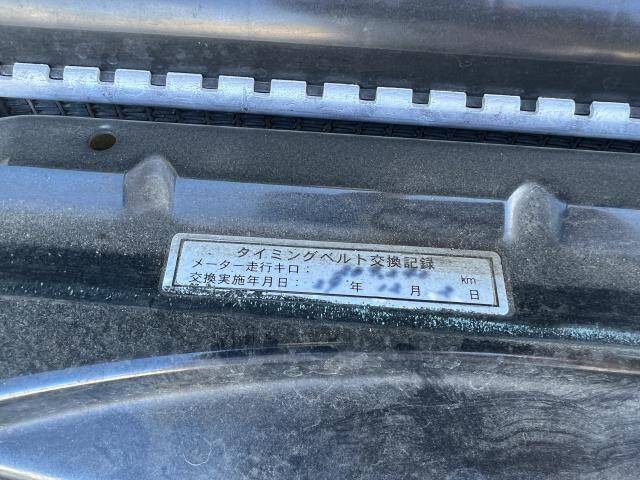 タイミングベルト交換記録
メーター走行キロ： km
交換実施年月日： 年 月 日